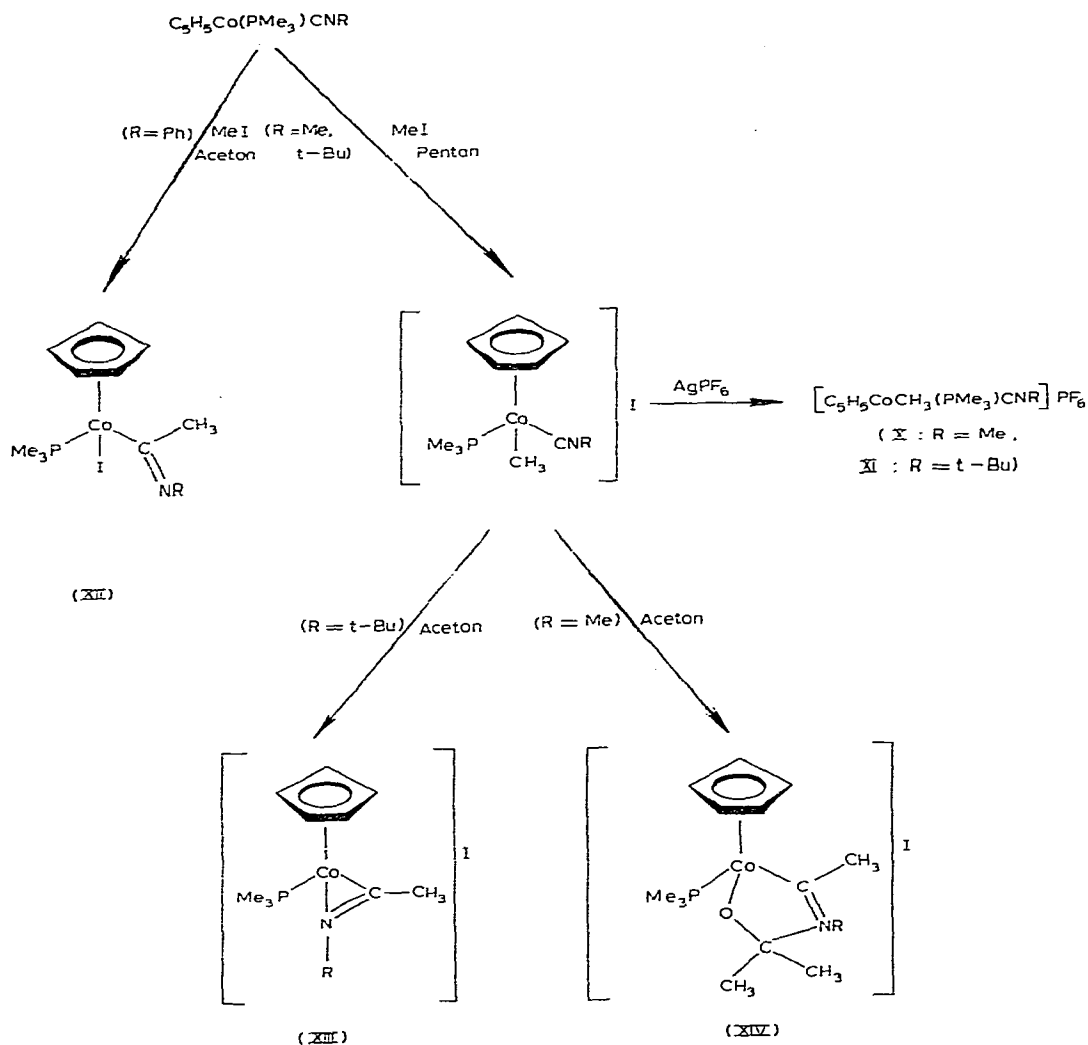 C5H5Co(PMe3)CNR
(R=Ph) MeI (R=Me, MeI
Aceton t-Bu) Pentan
Co
Me3P
I
C
CH3
NR
(XII)
Co
Me3P
CNR
CH3
I
AgPF6
[C5H5CoCH3(PMe3)CNR]PF6
(X : R = Me,
XI : R = t-Bu)
(R = t-Bu) Aceton
(R = Me) Aceton
Co
Me3P
C
CH3
N
R
I
(XIII)
Co
Me3P
C
CH3
O
NR
C
CH3
CH3
I
(XIV)